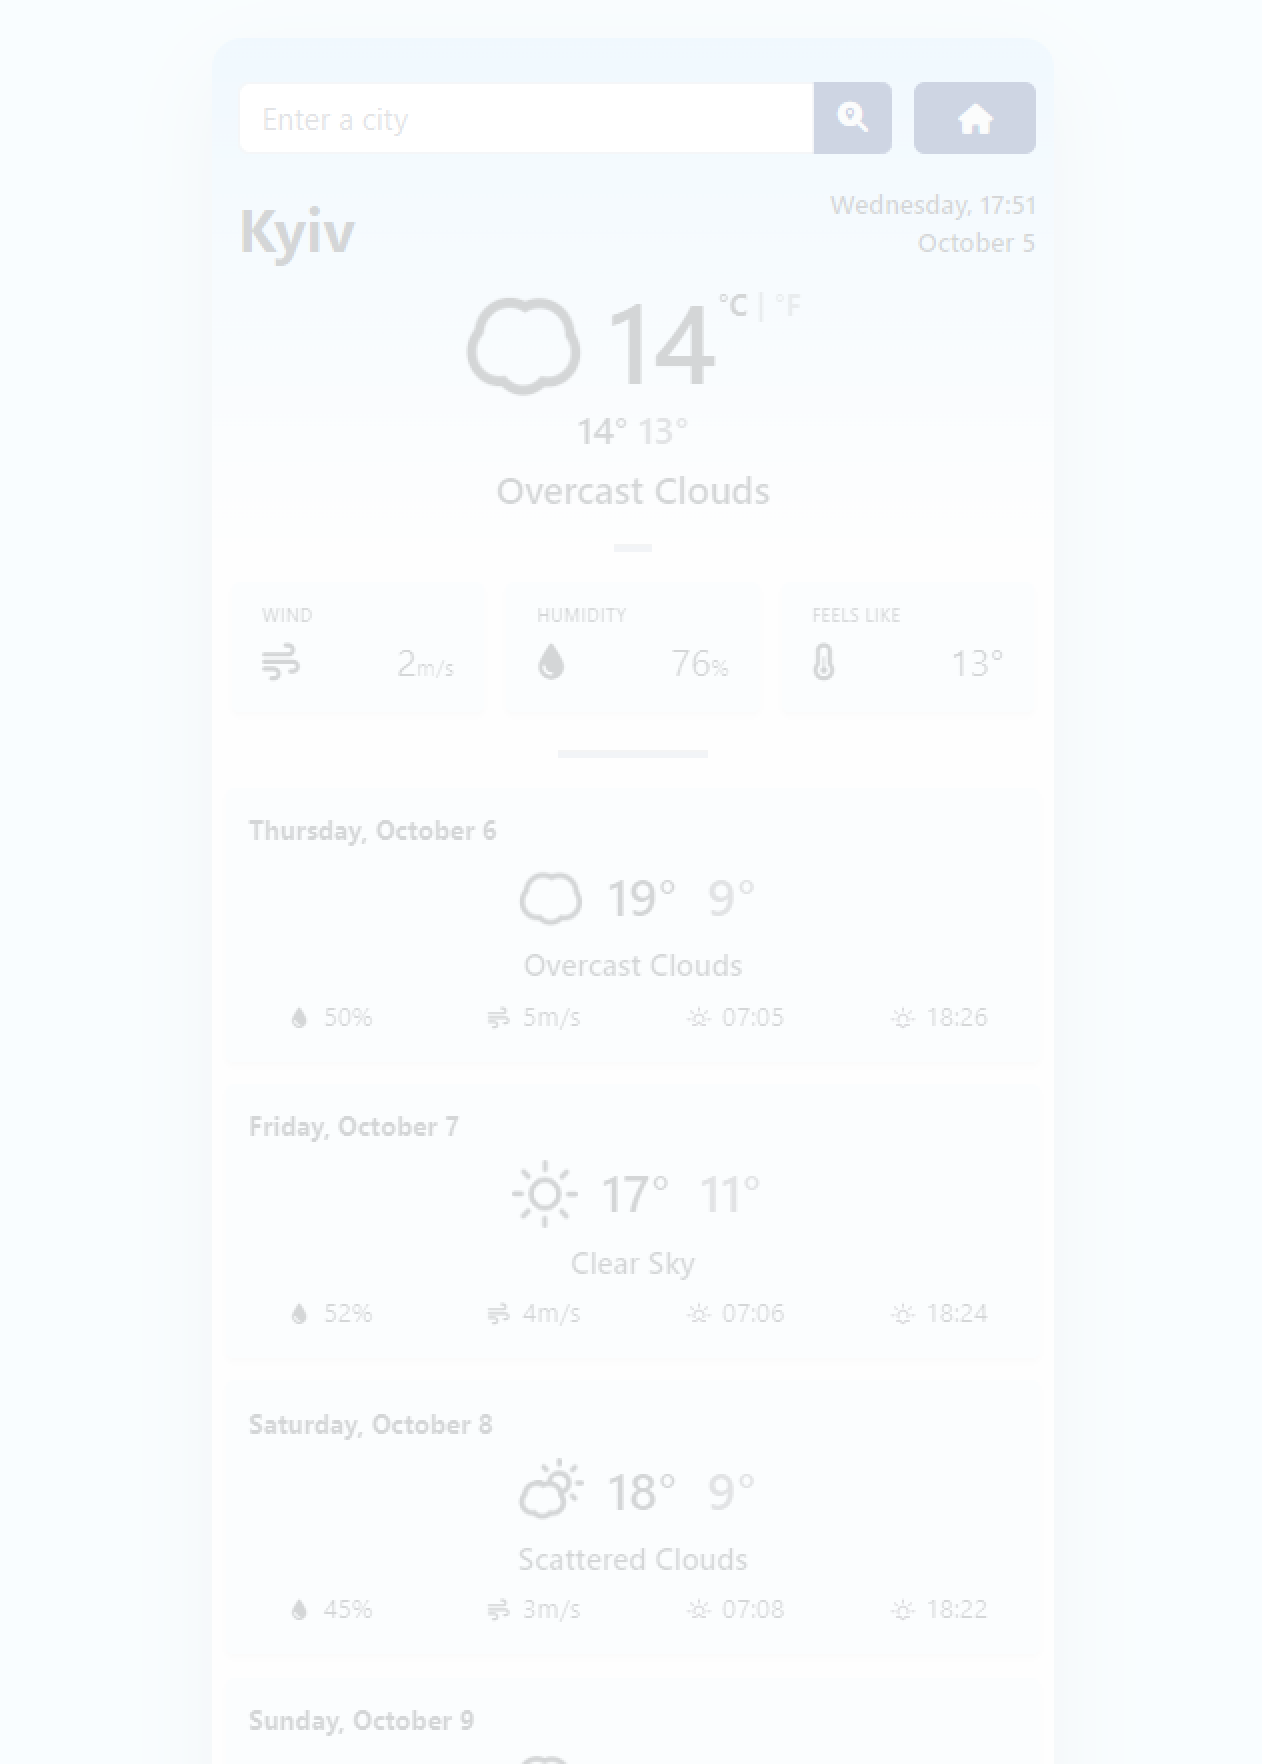 Enter a city
Kyiv
Wednesday, 17:51
October 5
14 °C | °F
14° 13°
Overcast Clouds
WIND
2m/s
HUMIDITY
76%
FEELS LIKE
13°
Thursday, October 6
19° 9°
Overcast Clouds
50% 5m/s 07:05 18:26
Friday, October 7
17° 11°
Clear Sky
52% 4m/s 07:06 18:24
Saturday, October 8
18° 9°
Scattered Clouds
45% 3m/s 07:08 18:22
Sunday, October 9